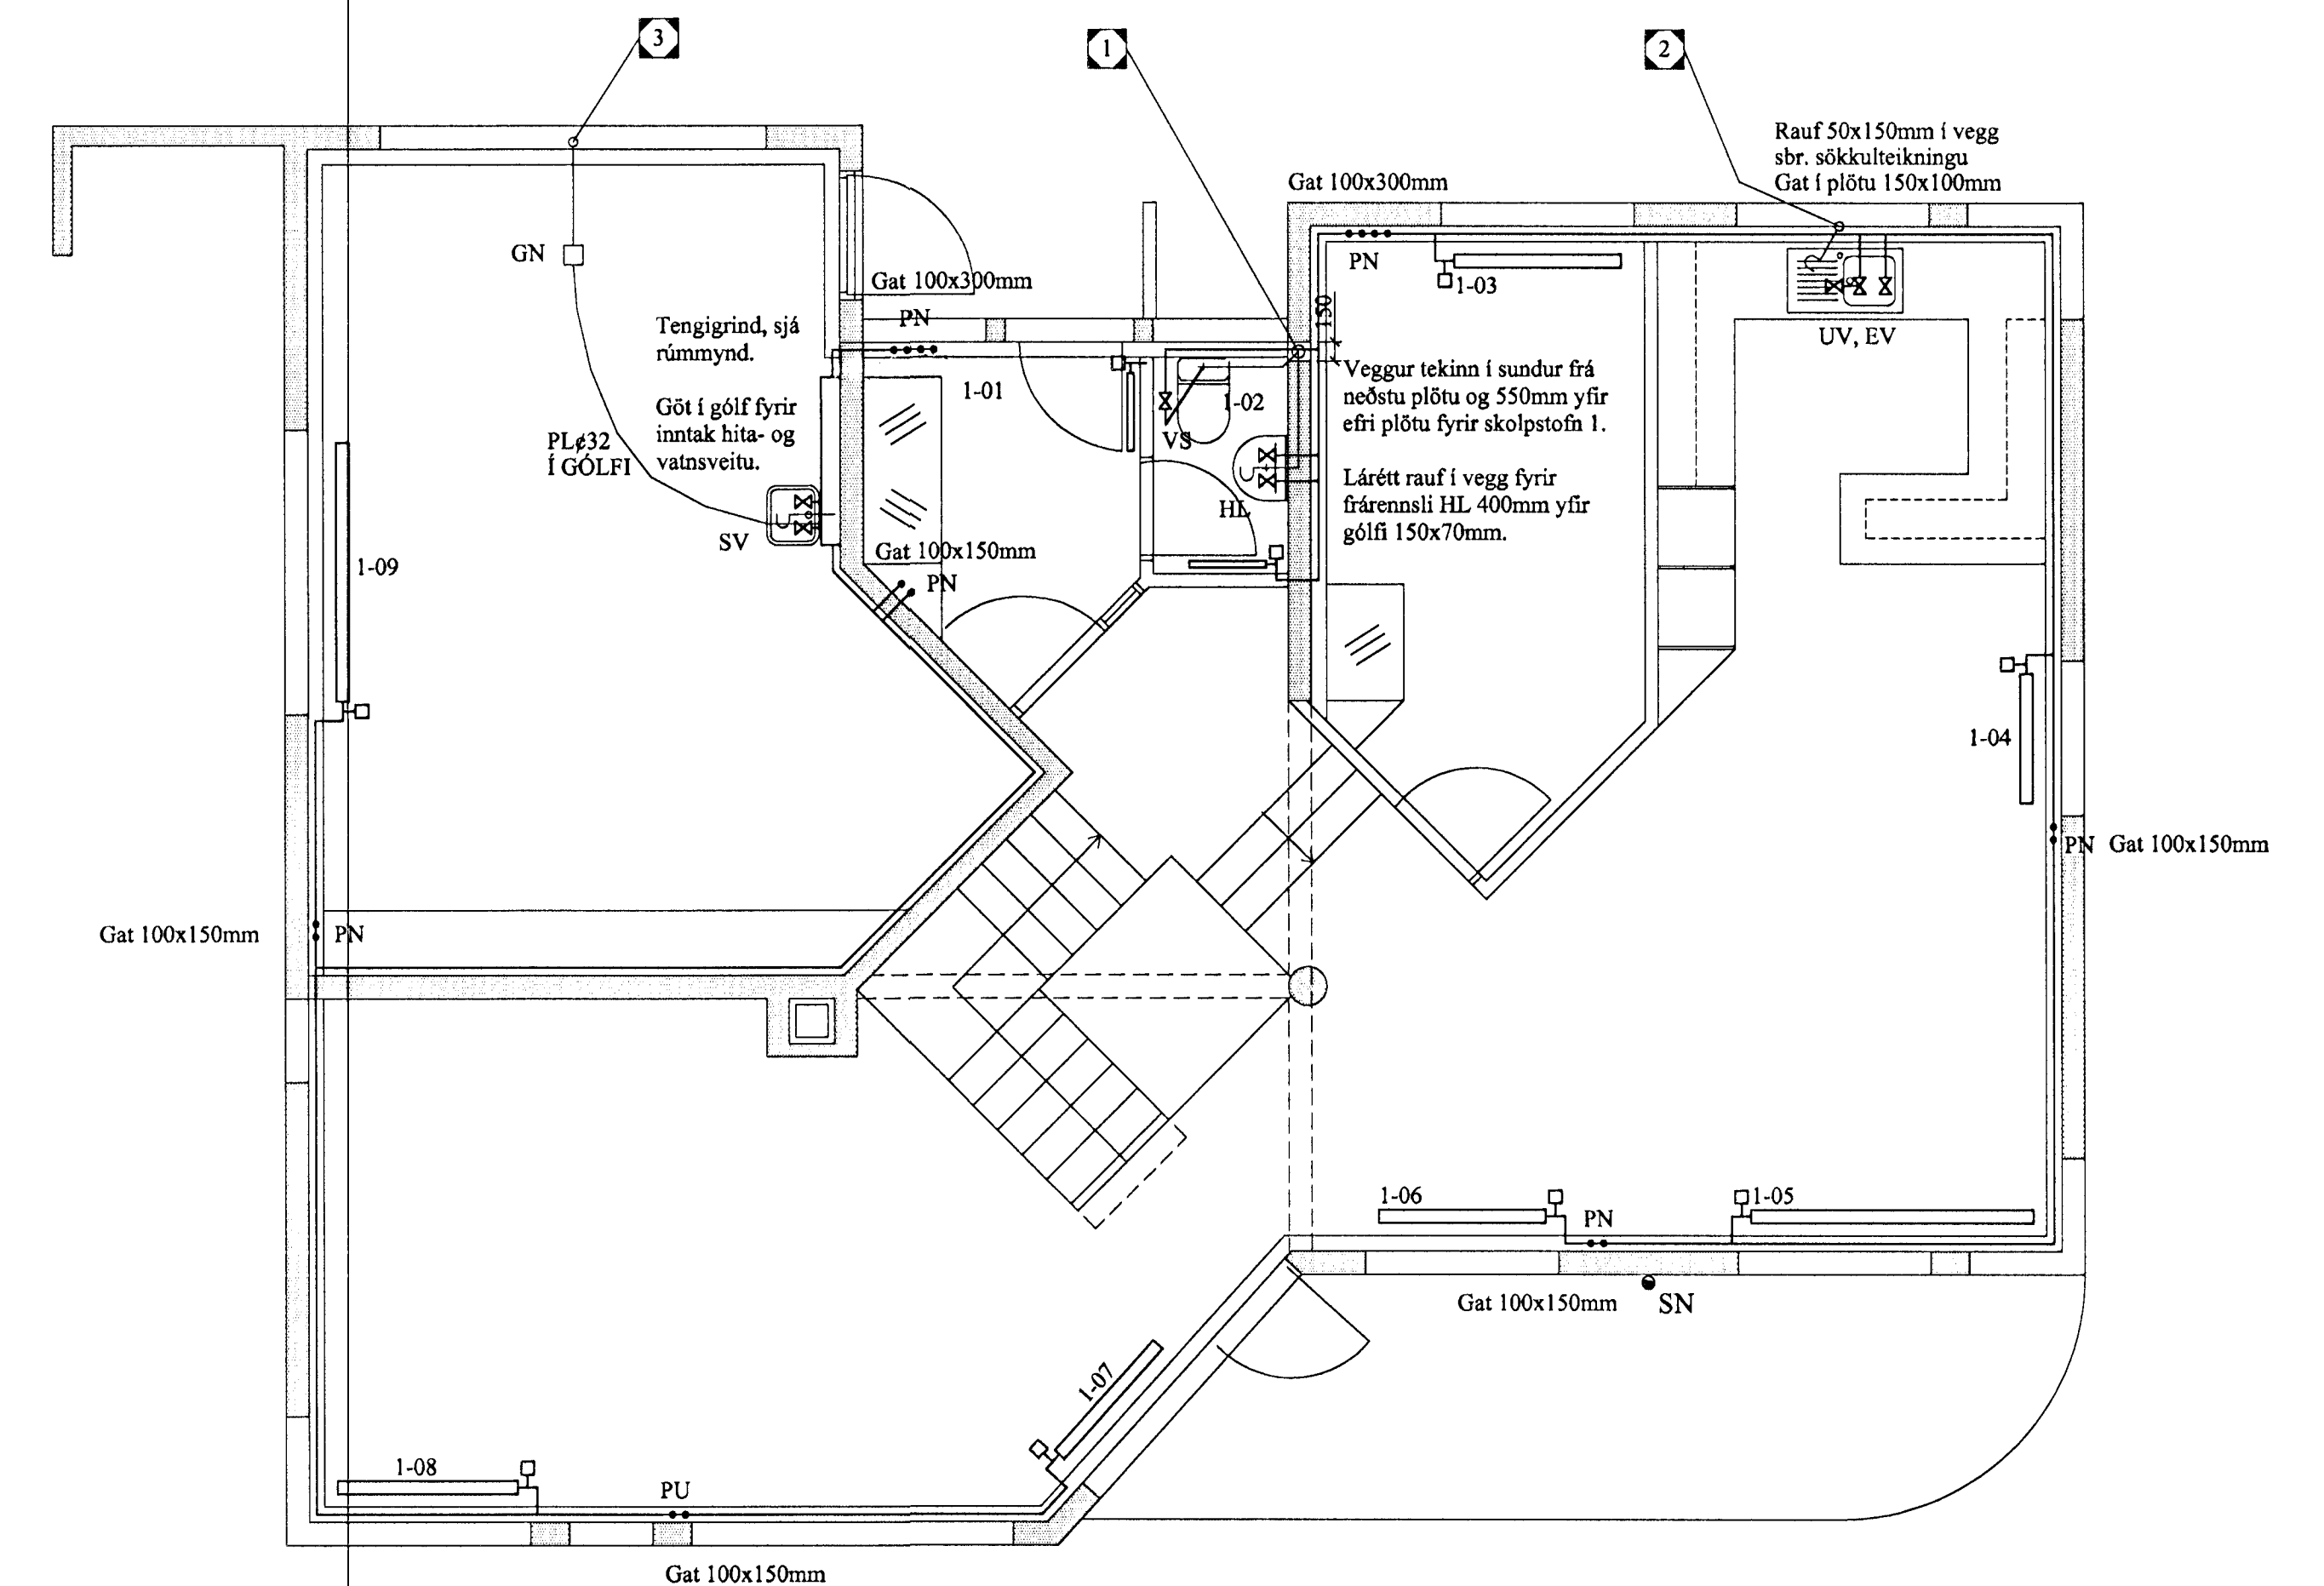 3
1
2
Rauf 50x150mm í vegg
sbr. sökkulteikningu
Gat í plötu 150x100mm
Gat 100x300mm
GN
PN
1-03
Gat 100x300mm
150
Tengigrind, sjá
rúmmynd.
PN
UV, EV
Veggur tekinn í sundur frá
neðstu plötu og 550mm yfir
efri plötu fyrir skolpstofn 1.
1-01
1-02
Göt í gólf fyrir
inntak hita- og
vatnsveitu.
PL¢32
Í GÓLFI
VS
Lárétt rauf í vegg fyrir
frárennsli HL 400mm yfir
gólfi 150x70mm.
HL
SV
Gat 100x150mm
1-09
PN
1-04
PN
Gat 100x150mm
Gat 100x150mm
PN
1-06
1-05
PN
Gat 100x150mm
SN
1-07
1-08
PU
Gat 100x150mm